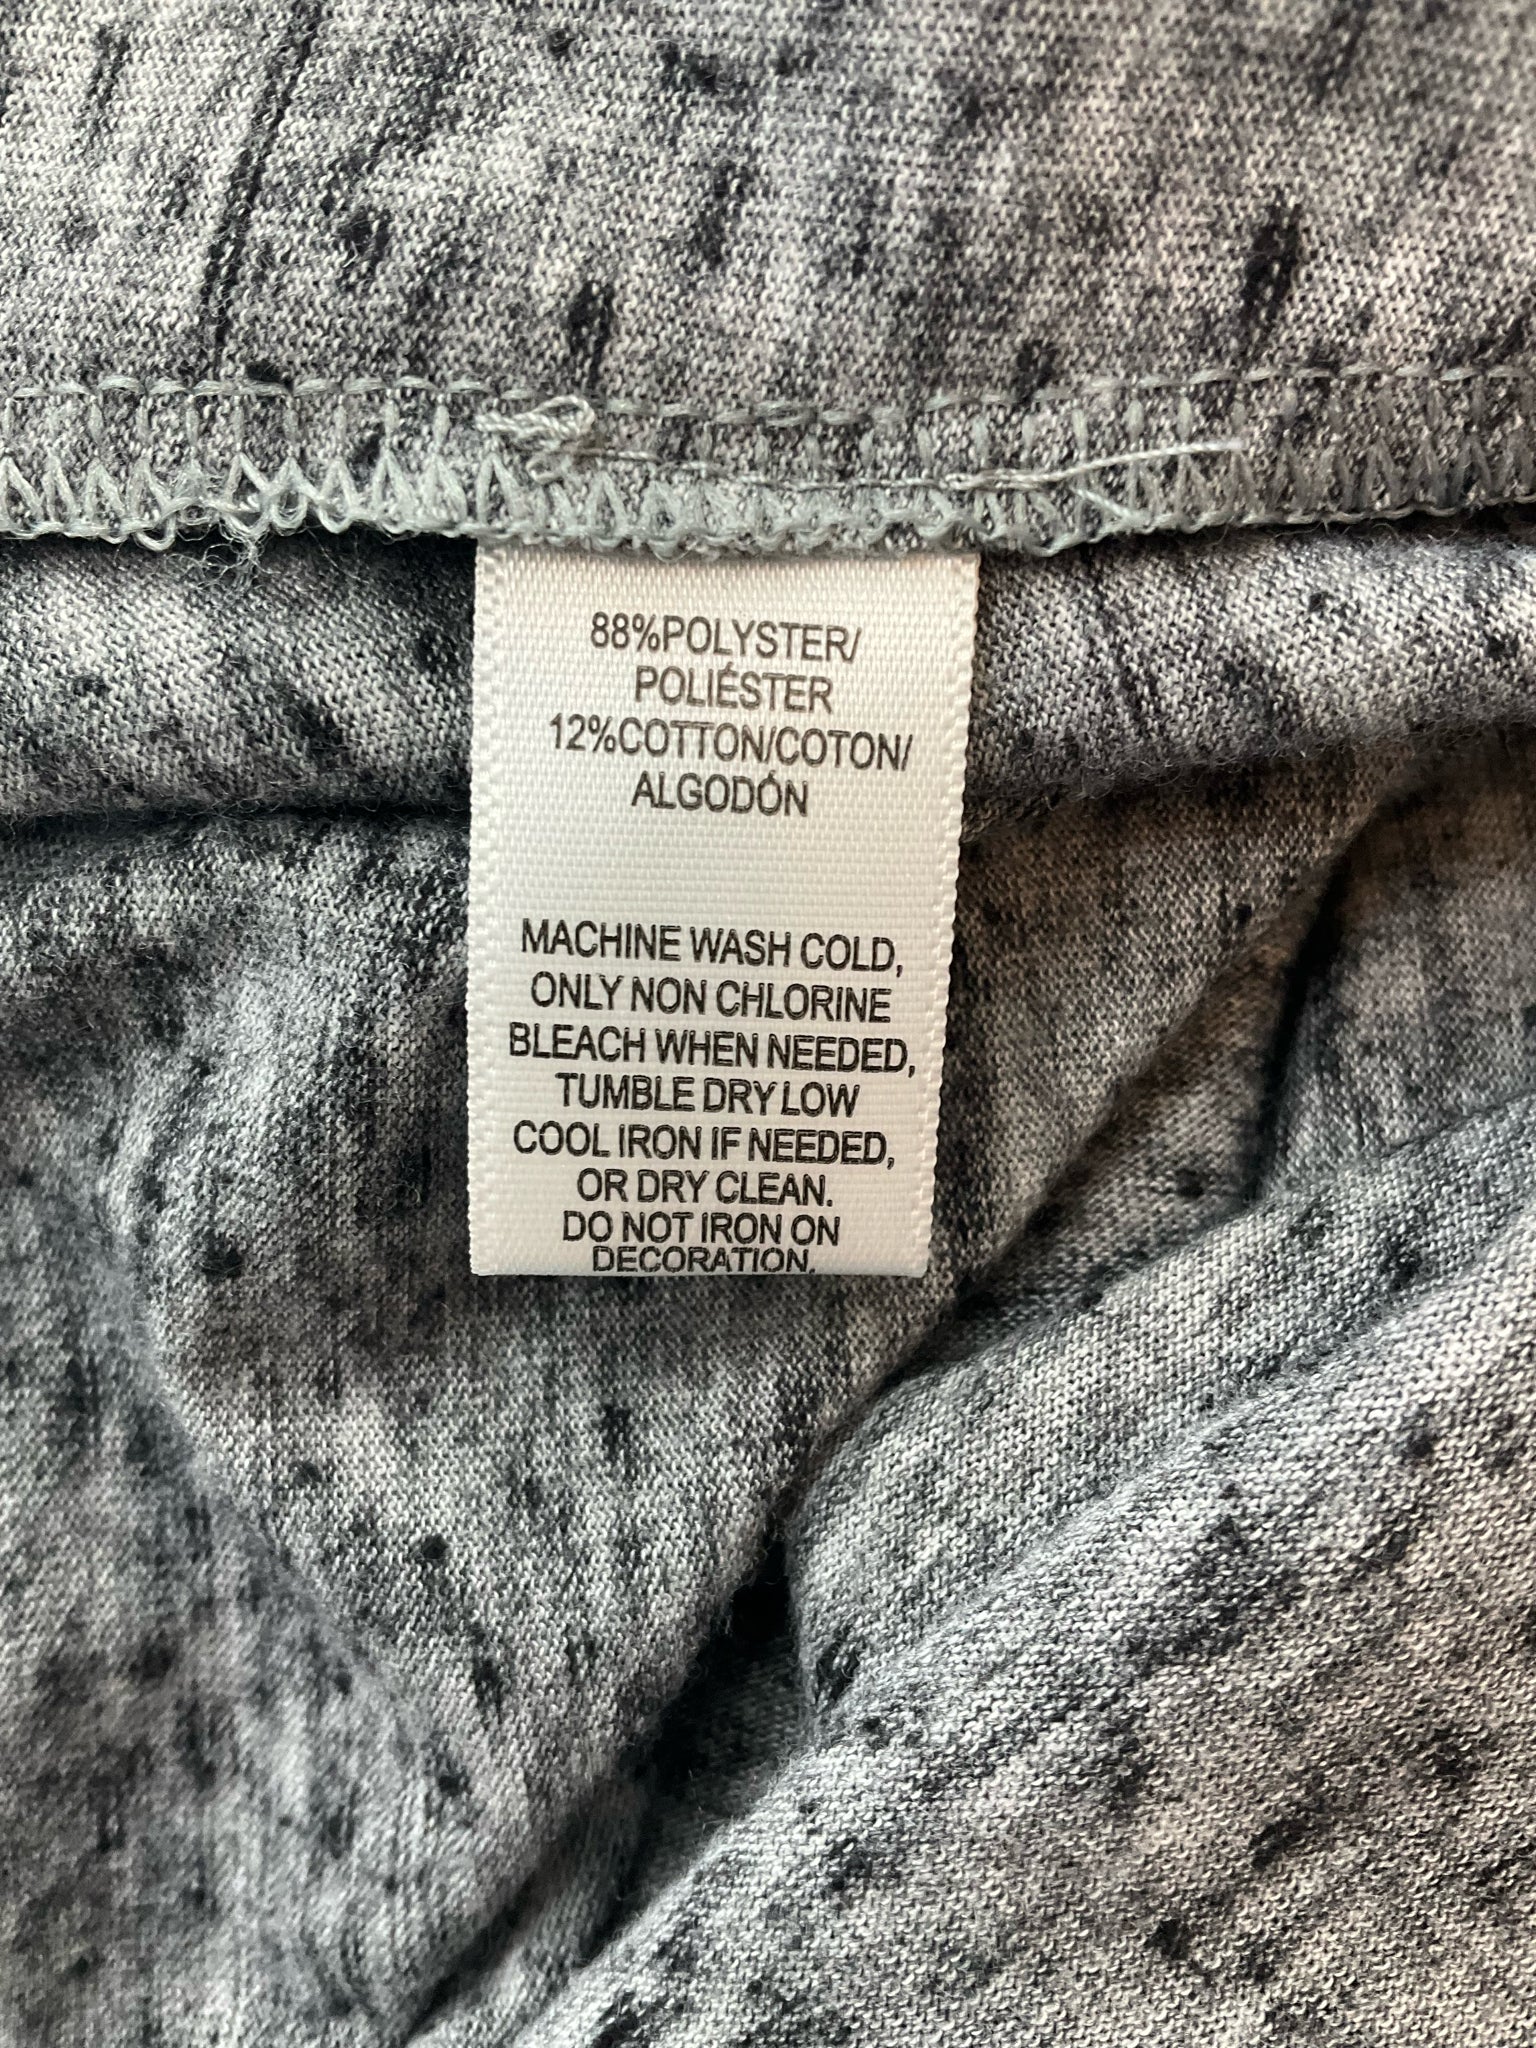 88%POLYSTER/
POLIÉSTER
12%COTTON/COTON/
ALGODÓN
MACHINE WASH COLD,
ONLY NON CHLORINE
BLEACH WHEN NEEDED,
TUMBLE DRY LOW
COOL IRON IF NEEDED,
OR DRY CLEAN.
DO NOT IRON ON
DECORATION.